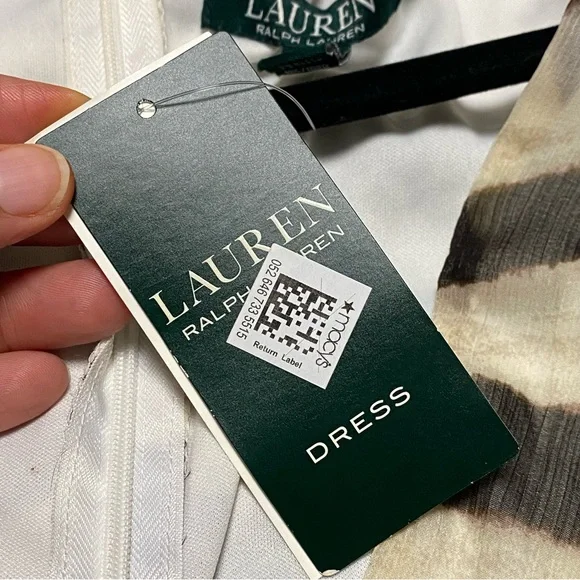 LAUREN
RALPH LAUREN
LAUREN
RALPH LAUREN
052 646 733 5515
★macy's
Return Label
DRESS